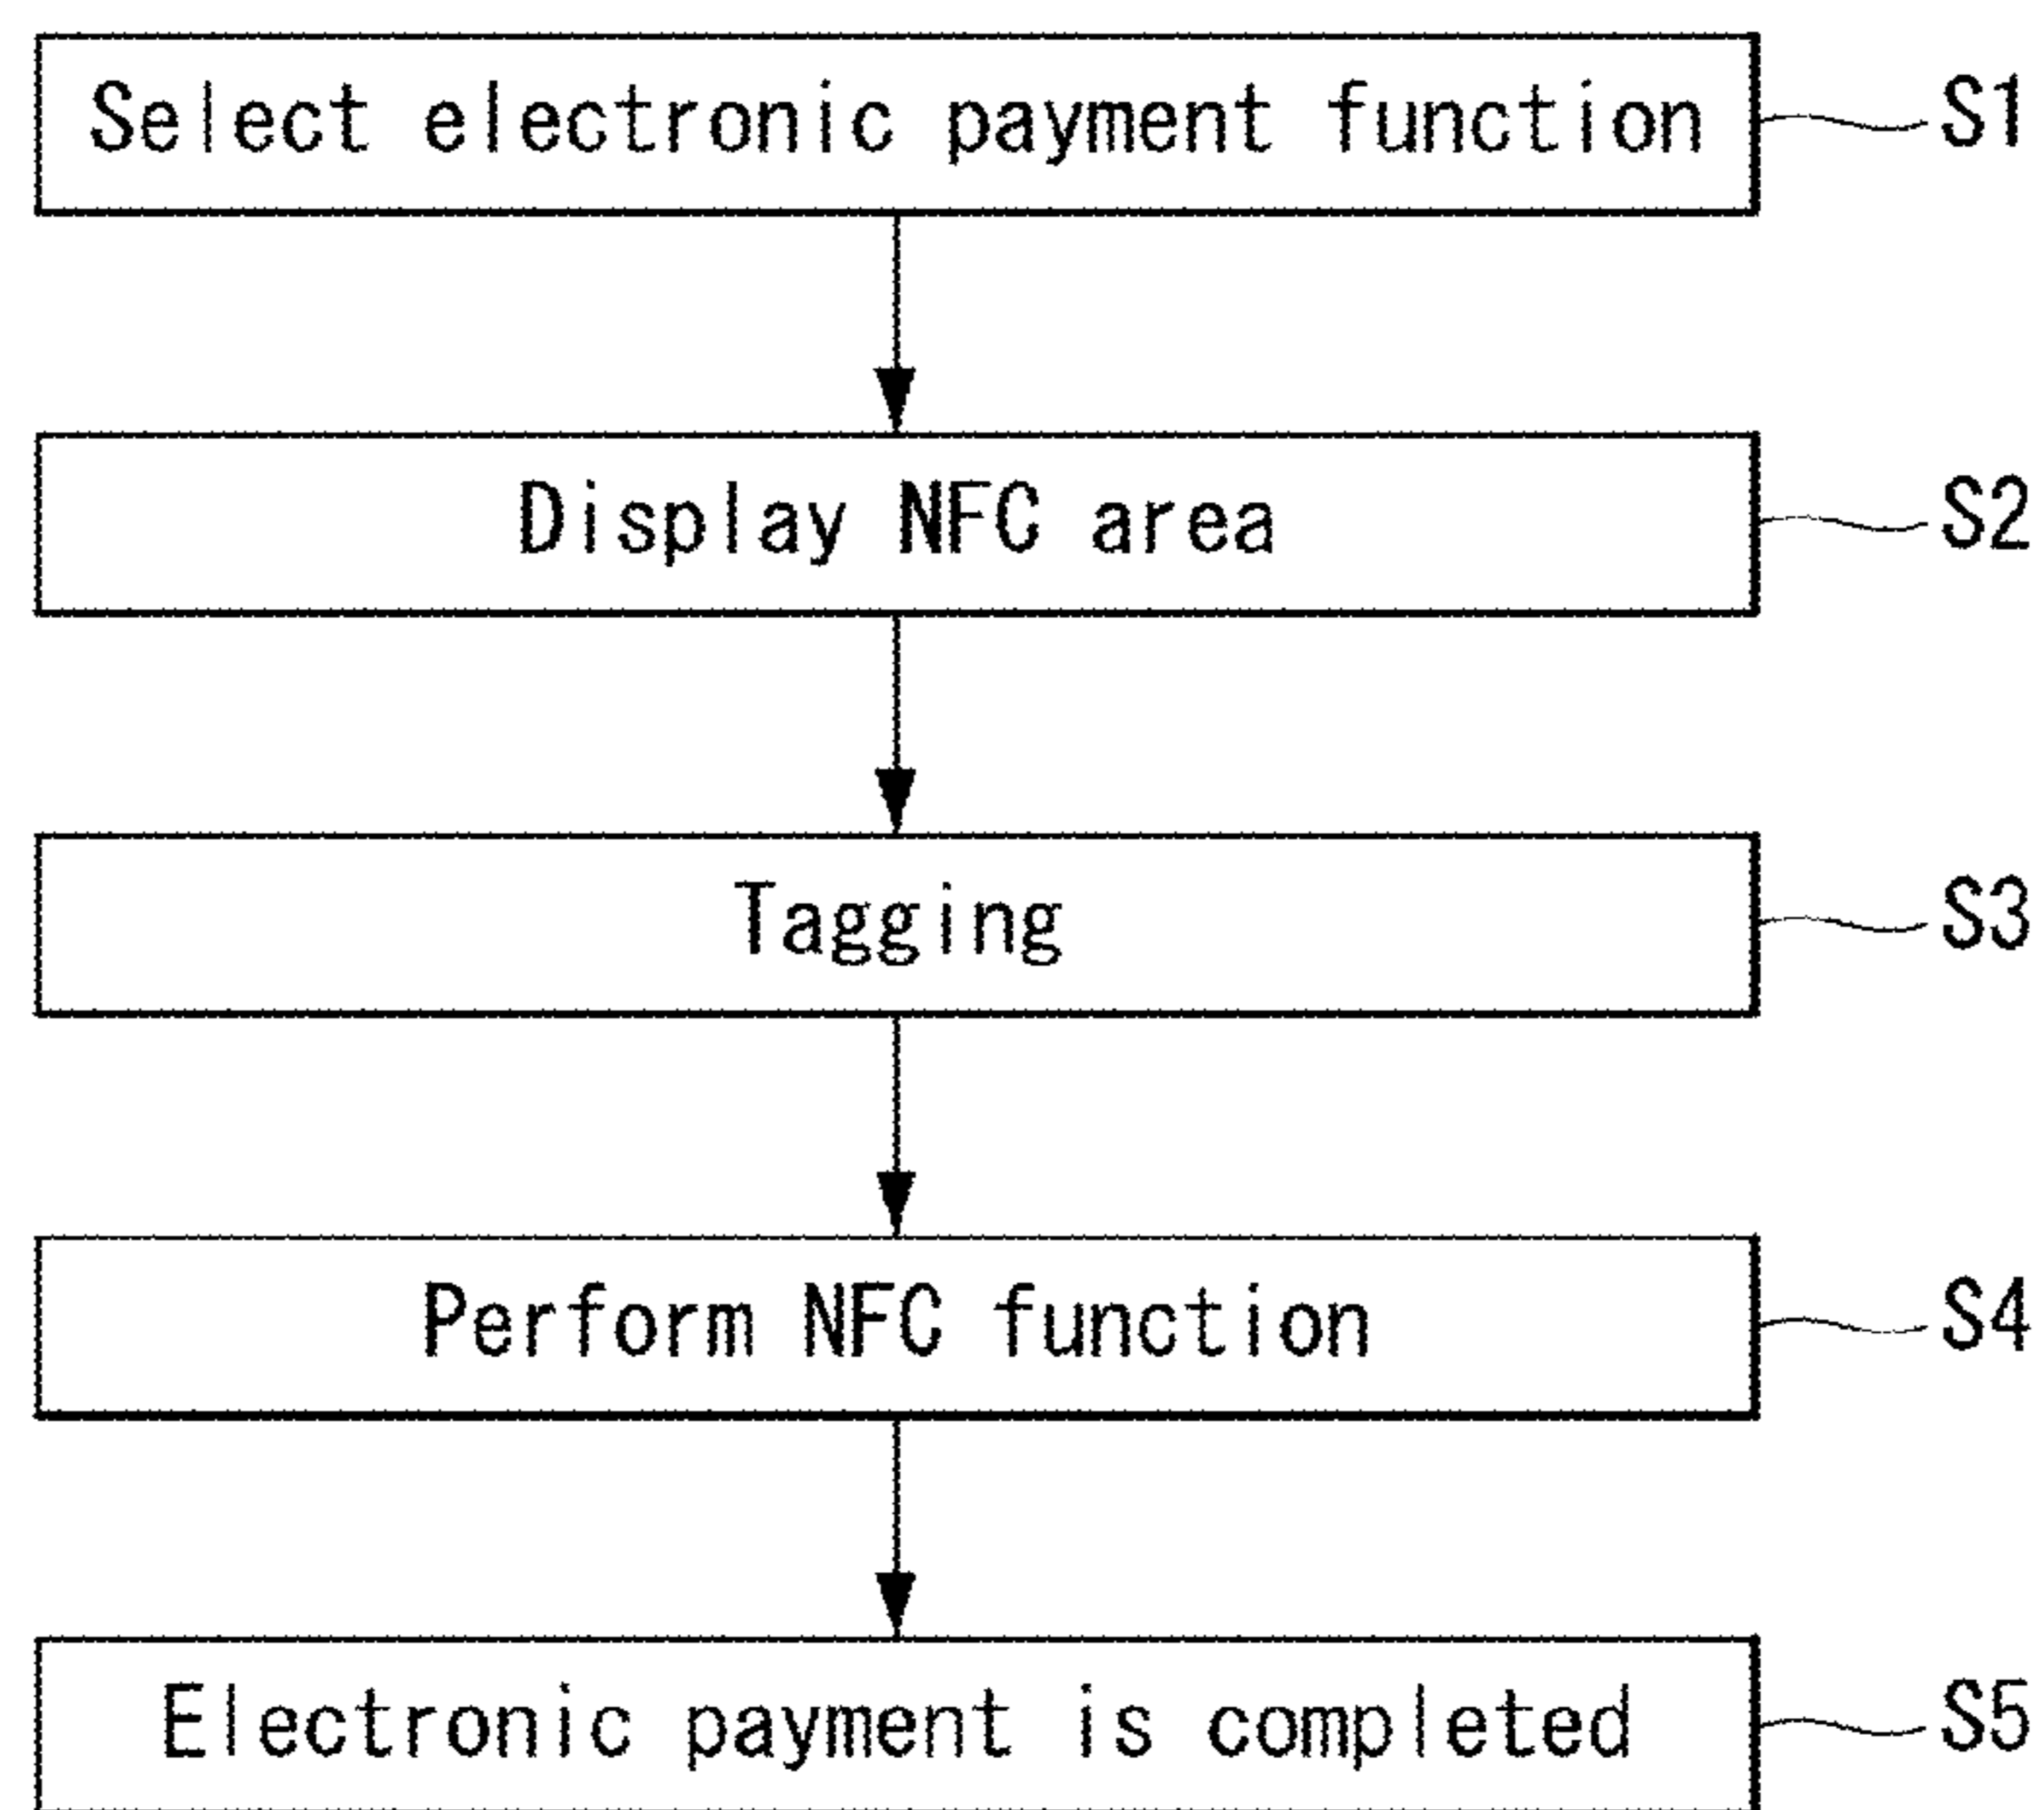 Select electronic payment function S1
Display NFC area S2
Tagging S3
Perform NFC function S4
Electronic payment is completed S5